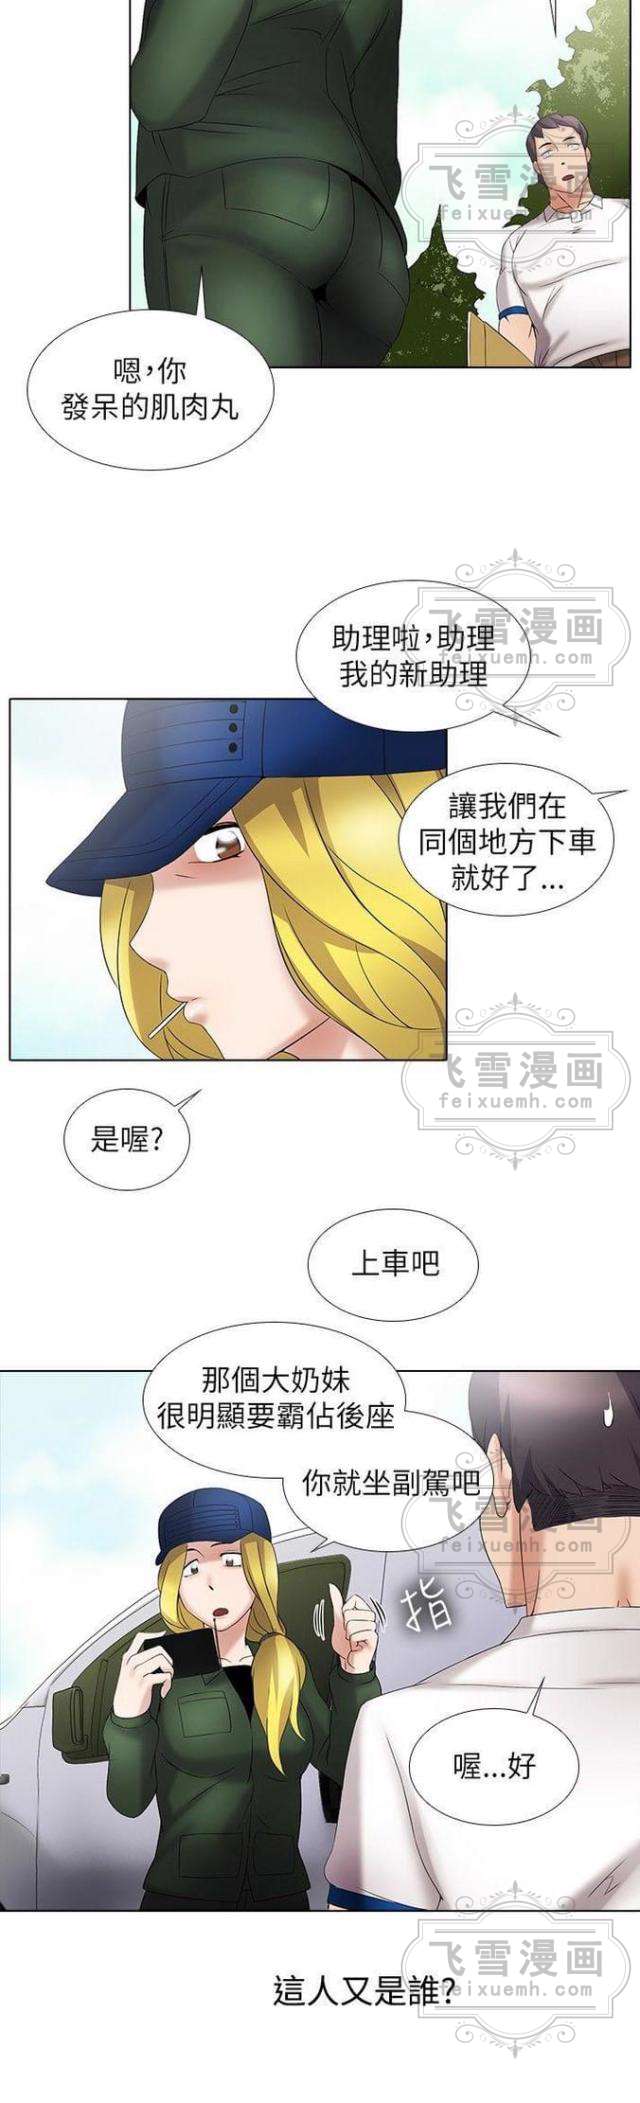 飞雪漫画
feixuemh.com
嗯,你
發呆的肌肉丸
飞雪漫画
feixuemh.com
助理啦,助理
我的新助理
讓我們在
同個地方下車
就好了...
飞雪漫画
feixuemh.com
是喔?
上車吧
那個大奶妹
很明顯要霸佔後座
你就坐副駕吧
飞雪漫画
feixuemh.com
指
喔...好
飞雪漫画
feixuemh.com
這人又是誰?